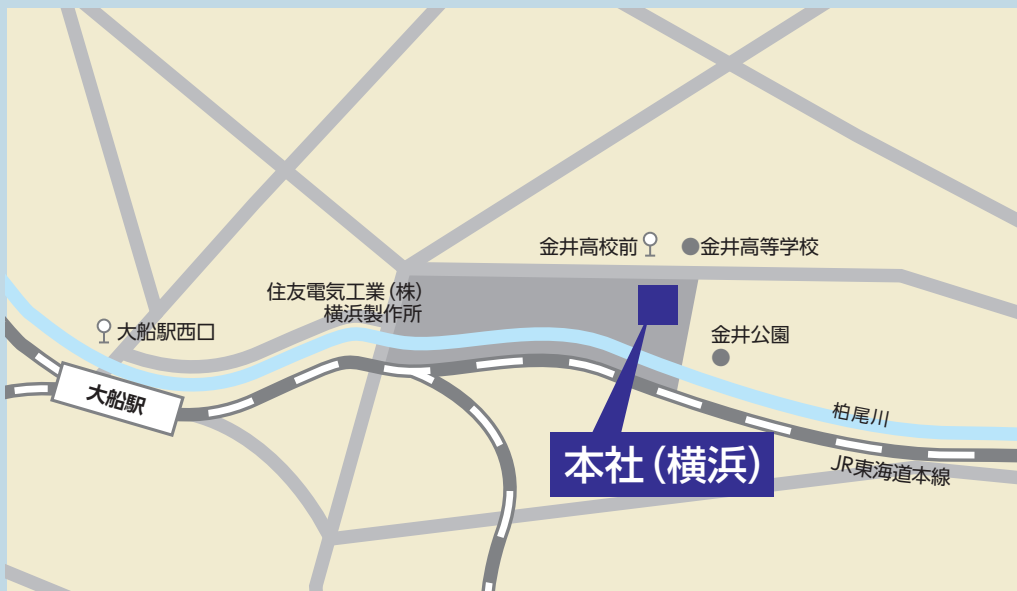 金井高校前
金井高等学校
住友電気工業(株)
横浜製作所
大船駅西口
金井公園
大船駅
柏尾川
本社(横浜)
JR東海道本線